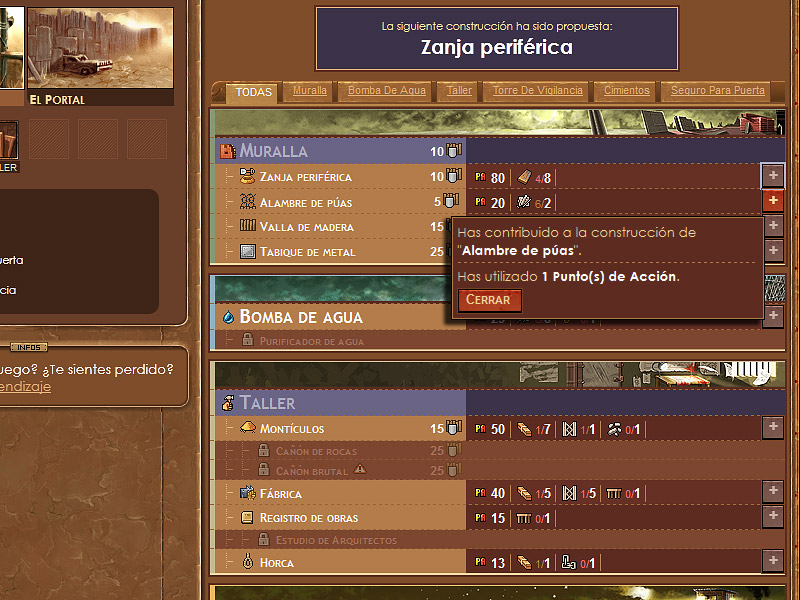 La siguiente construcción ha sido propuesta:
Zanja periférica
EL PORTAL
TODAS
Muralla
Bomba De Agua
Taller
Torre De Vigilancia
Cimientos
Seguro Para Puerta
LER
MURALLA 10
ZANJA PERIFÉRICA 10 PA 80 4/8 +
ALAMBRE DE PÚAS 5 PA 20 6/2 +
VALLA DE MADERA 15 +
TABIQUE DE METAL 25 +
Has contribuido a la construcción de
"Alambre de púas".
Has utilizado 1 Punto(s) de Acción.
CERRAR
uerta
cia
BOMBA DE AGUA +
PURIFICADOR DE AGUA
INFOS
uego? ¿Te sientes perdido?
endizaje
TALLER
MONTÍCULOS 15 PA 50 1/7 1/1 0/1 +
CAÑÓN DE ROCAS 25
CAÑÓN BRUTAL 25
FÁBRICA PA 40 1/5 1/5 0/1 +
REGISTRO DE OBRAS PA 15 0/1 +
ESTUDIO DE ARQUITECTOS
HORCA PA 13 1/1 0/1 +